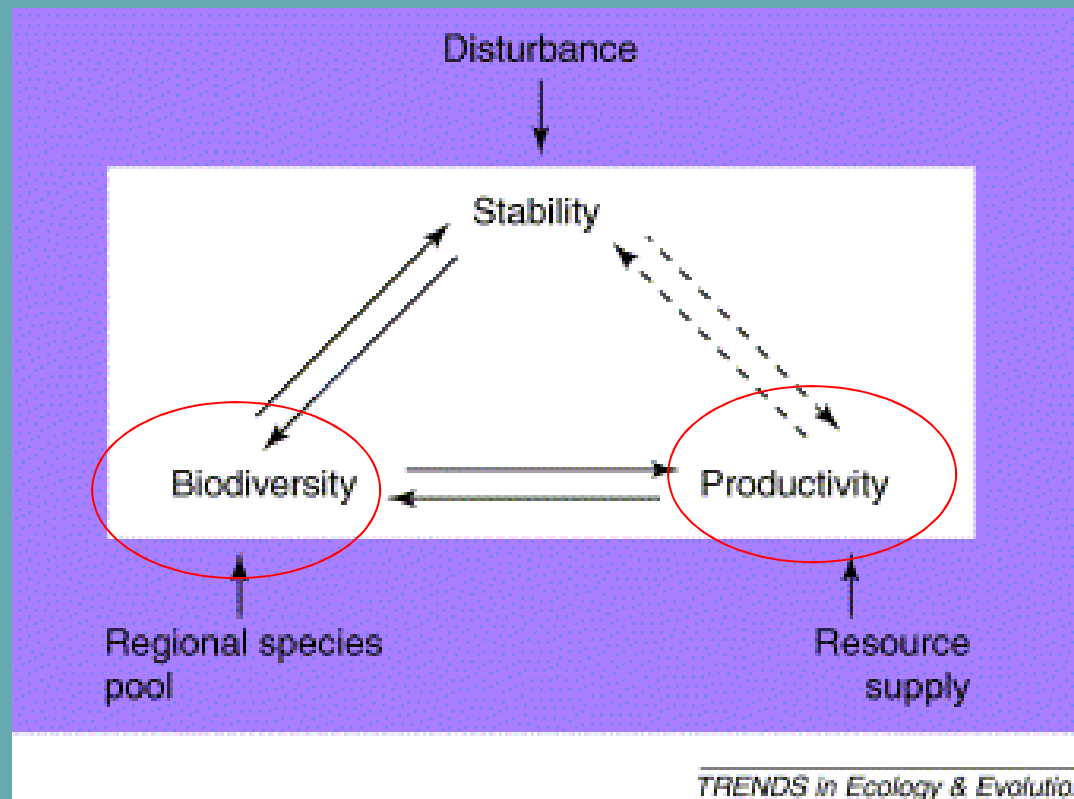 Disturbance
Stability
Biodiversity
Productivity
Regional species
pool
Resource
supply
TRENDS in Ecology & Evolution